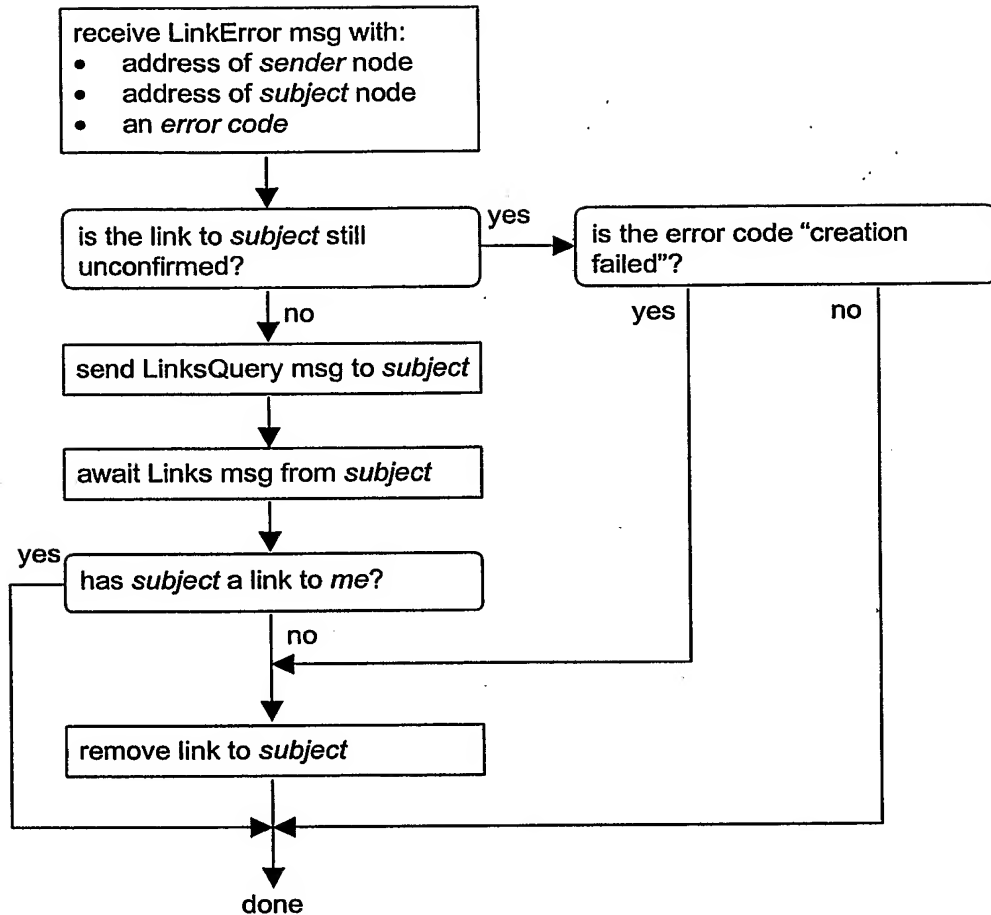 receive LinkError msg with:
• address of sender node
• address of subject node
• an error code
is the link to subject still
unconfirmed?
yes
is the error code “creation
failed”?
no
yes
no
send LinksQuery msg to subject
await Links msg from subject
yes
has subject a link to me?
no
remove link to subject
done